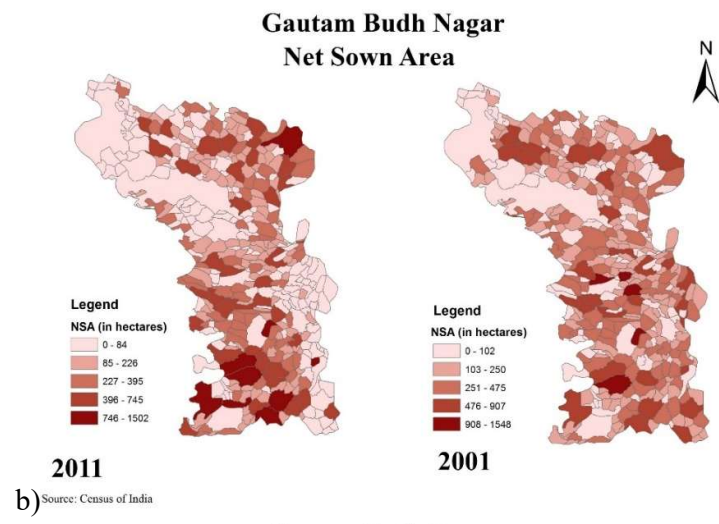 Gautam Budh Nagar
Net Sown Area
N
Legend
NSA (in hectares)
0 - 84
85 - 226
227 - 395
396 - 745
746 - 1502
2011
Legend
NSA (in hectares)
0 - 102
103 - 250
251 - 475
476 - 907
908 - 1548
2001
b) Source: Census of India